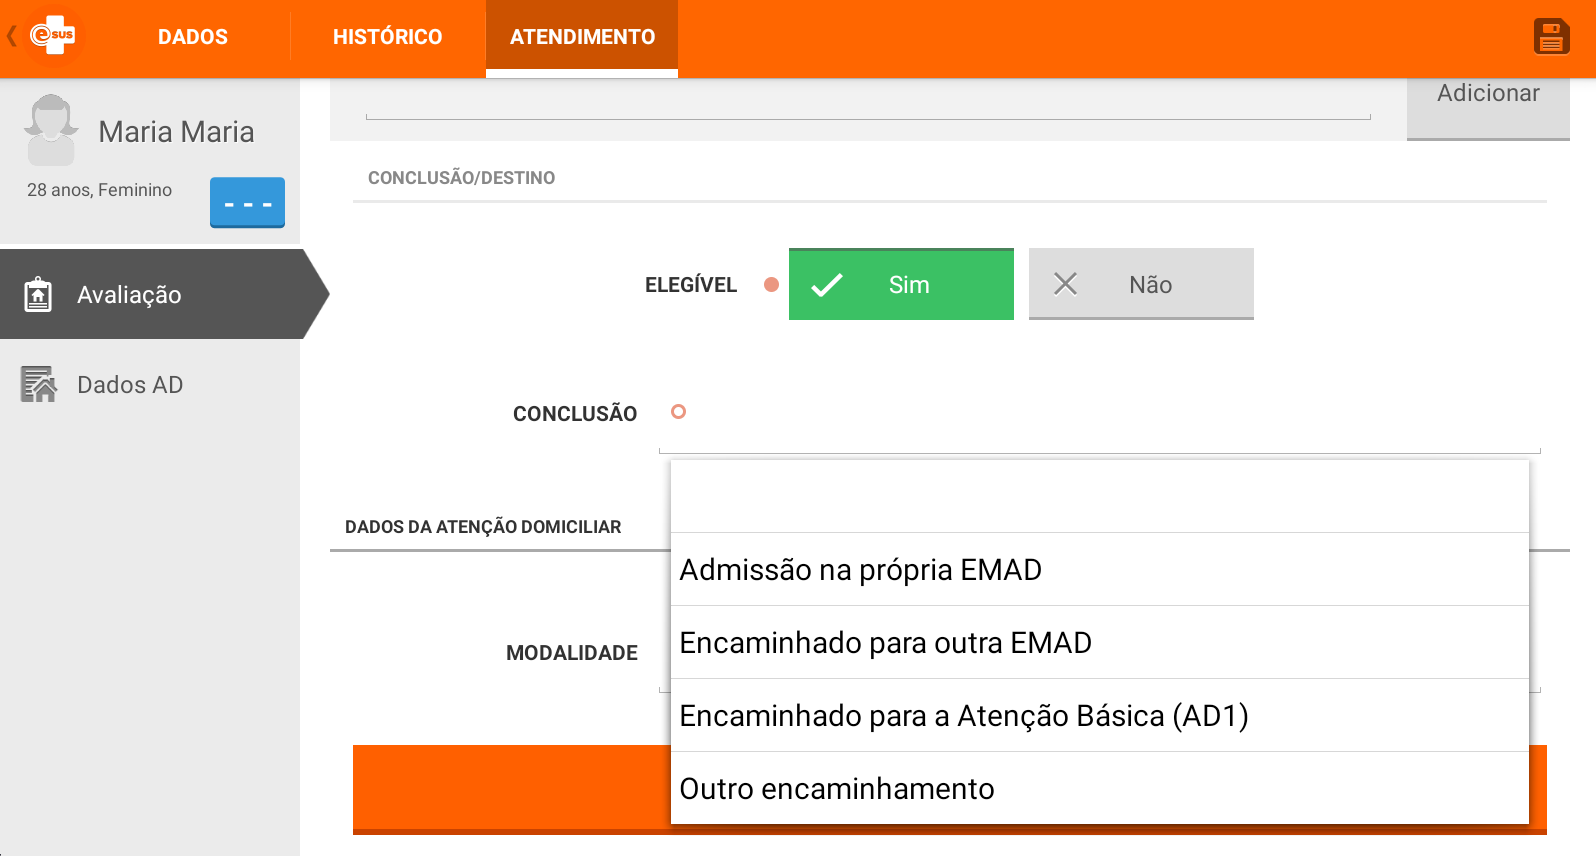 e sus
DADOS
HISTÓRICO
ATENDIMENTO
Maria Maria
28 anos, Feminino
- - -
Avaliação
Dados AD
Adicionar
CONCLUSÃO/DESTINO
ELEGÍVEL
Sim
Não
CONCLUSÃO
DADOS DA ATENÇÃO DOMICILIAR
MODALIDADE
Admissão na própria EMAD
Encaminhado para outra EMAD
Encaminhado para a Atenção Básica (AD1)
Outro encaminhamento